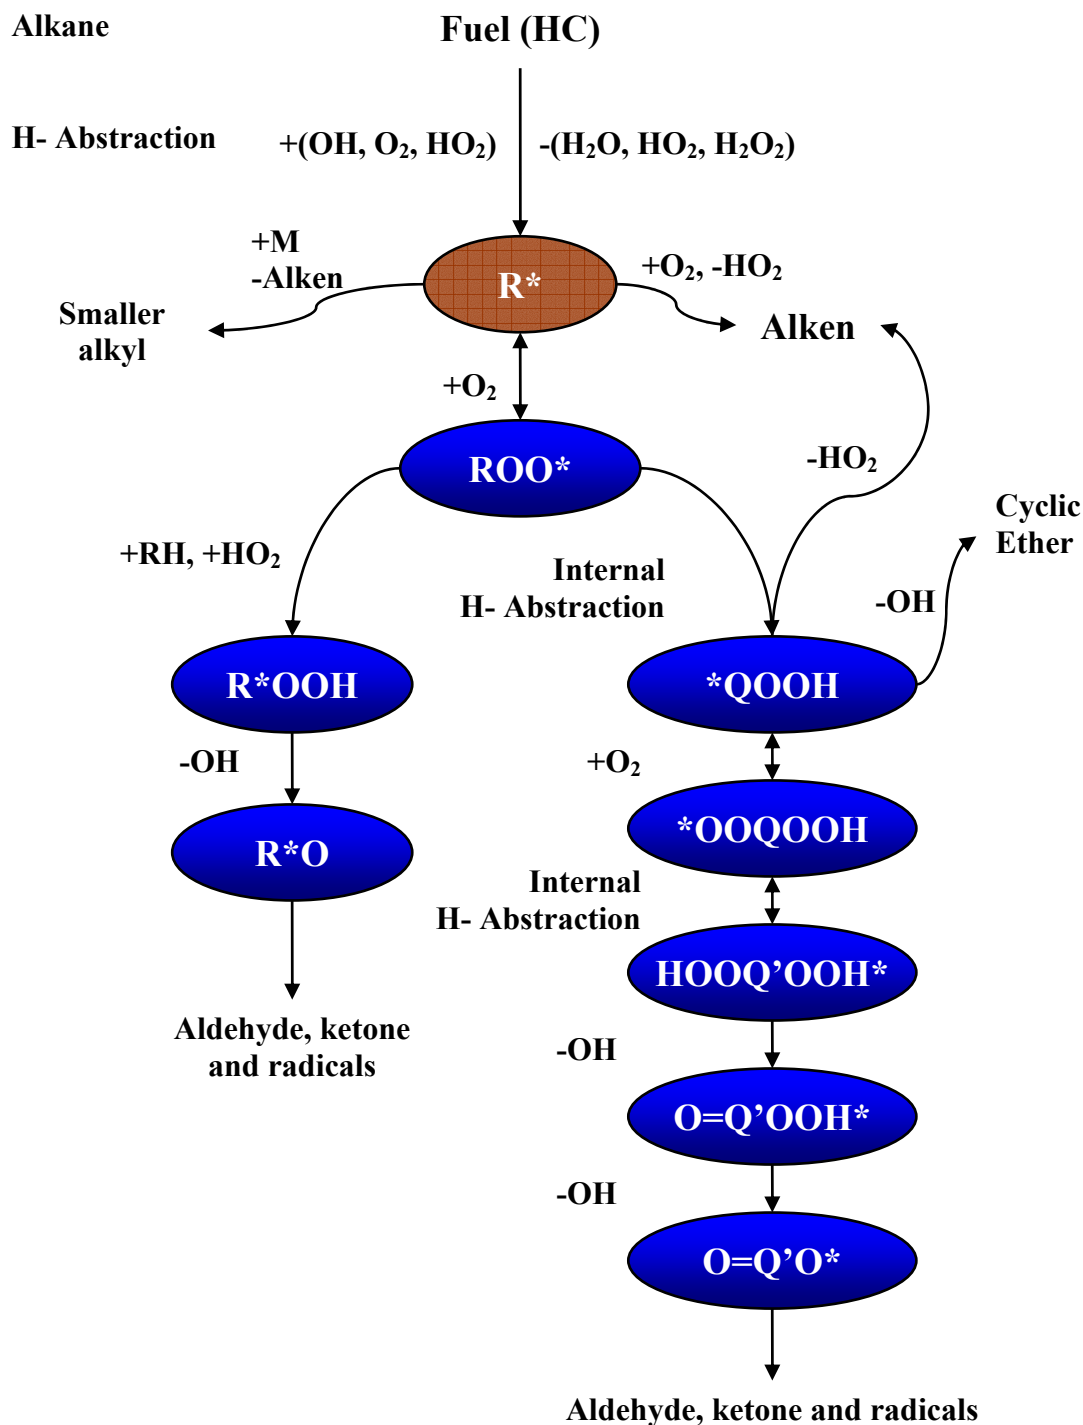 Alkane
Fuel (HC)
H- Abstraction
+(OH, O₂, HO₂)
-(H₂O, HO₂, H₂O₂)
+M
-Alken
R*
+O₂, -HO₂
Smaller
alkyl
Alken
+O₂
ROO*
-HO₂
Cyclic
Ether
+RH, +HO₂
Internal
H- Abstraction
-OH
R*OOH
*QOOH
-OH
+O₂
R*O
*OOQOOH
Internal
H- Abstraction
HOOQ’OOH*
Aldehyde, ketone
and radicals
-OH
O=Q’OOH*
-OH
O=Q’O*
Aldehyde, ketone and radicals